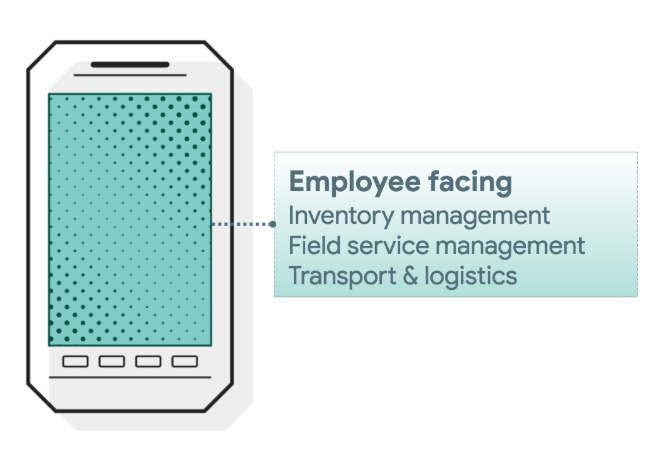 Employee facing
Inventory management
Field service management
Transport & logistics